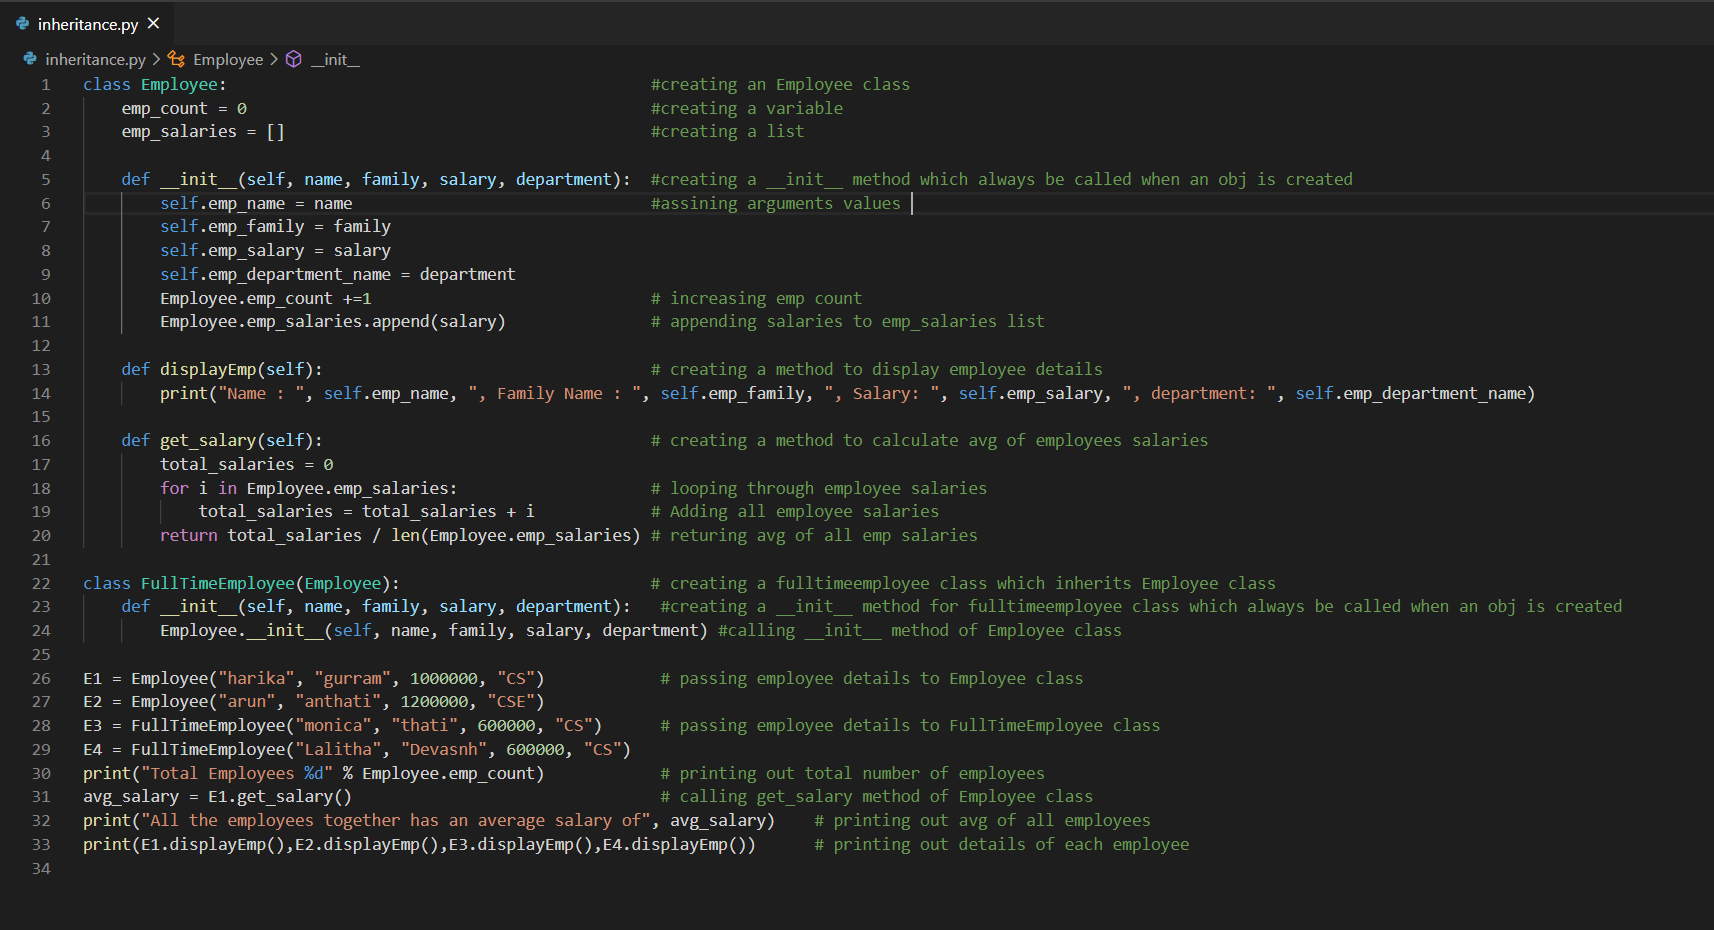 inheritance.py ×
inheritance.py > Employee > __init__
1 class Employee: #creating an Employee class
2 emp_count = 0 #creating a variable
3 emp_salaries = [] #creating a list
4
5 def __init__(self, name, family, salary, department): #creating a __init__ method which always be called when an obj is created
6 self.emp_name = name #assining arguments values
7 self.emp_family = family
8 self.emp_salary = salary
9 self.emp_department_name = department
10 Employee.emp_count +=1 # increasing emp count
11 Employee.emp_salaries.append(salary) # appending salaries to emp_salaries list
12
13 def displayEmp(self): # creating a method to display employee details
14 print("Name : ", self.emp_name, ", Family Name : ", self.emp_family, ", Salary: ", self.emp_salary, ", department: ", self.emp_department_name)
15
16 def get_salary(self): # creating a method to calculate avg of employees salaries
17 total_salaries = 0
18 for i in Employee.emp_salaries: # looping through employee salaries
19 total_salaries = total_salaries + i # Adding all employee salaries
20 return total_salaries / len(Employee.emp_salaries) # returing avg of all emp salaries
21
22 class FullTimeEmployee(Employee): # creating a fulltimeemployee class which inherits Employee class
23 def __init__(self, name, family, salary, department): #creating a __init__ method for fulltimeemployee class which always be called when an obj is created
24 Employee.__init__(self, name, family, salary, department) #calling __init__ method of Employee class
25
26 E1 = Employee("harika", "gurram", 1000000, "CS") # passing employee details to Employee class
27 E2 = Employee("arun", "anthati", 1200000, "CSE")
28 E3 = FullTimeEmployee("monica", "thati", 600000, "CS") # passing employee details to FullTimeEmployee class
29 E4 = FullTimeEmployee("Lalitha", "Devasnh", 600000, "CS")
30 print("Total Employees %d" % Employee.emp_count) # printing out total number of employees
31 avg_salary = E1.get_salary() # calling get_salary method of Employee class
32 print("All the employees together has an average salary of", avg_salary) # printing out avg of all employees
33 print(E1.displayEmp(),E2.displayEmp(),E3.displayEmp(),E4.displayEmp()) # printing out details of each employee
34